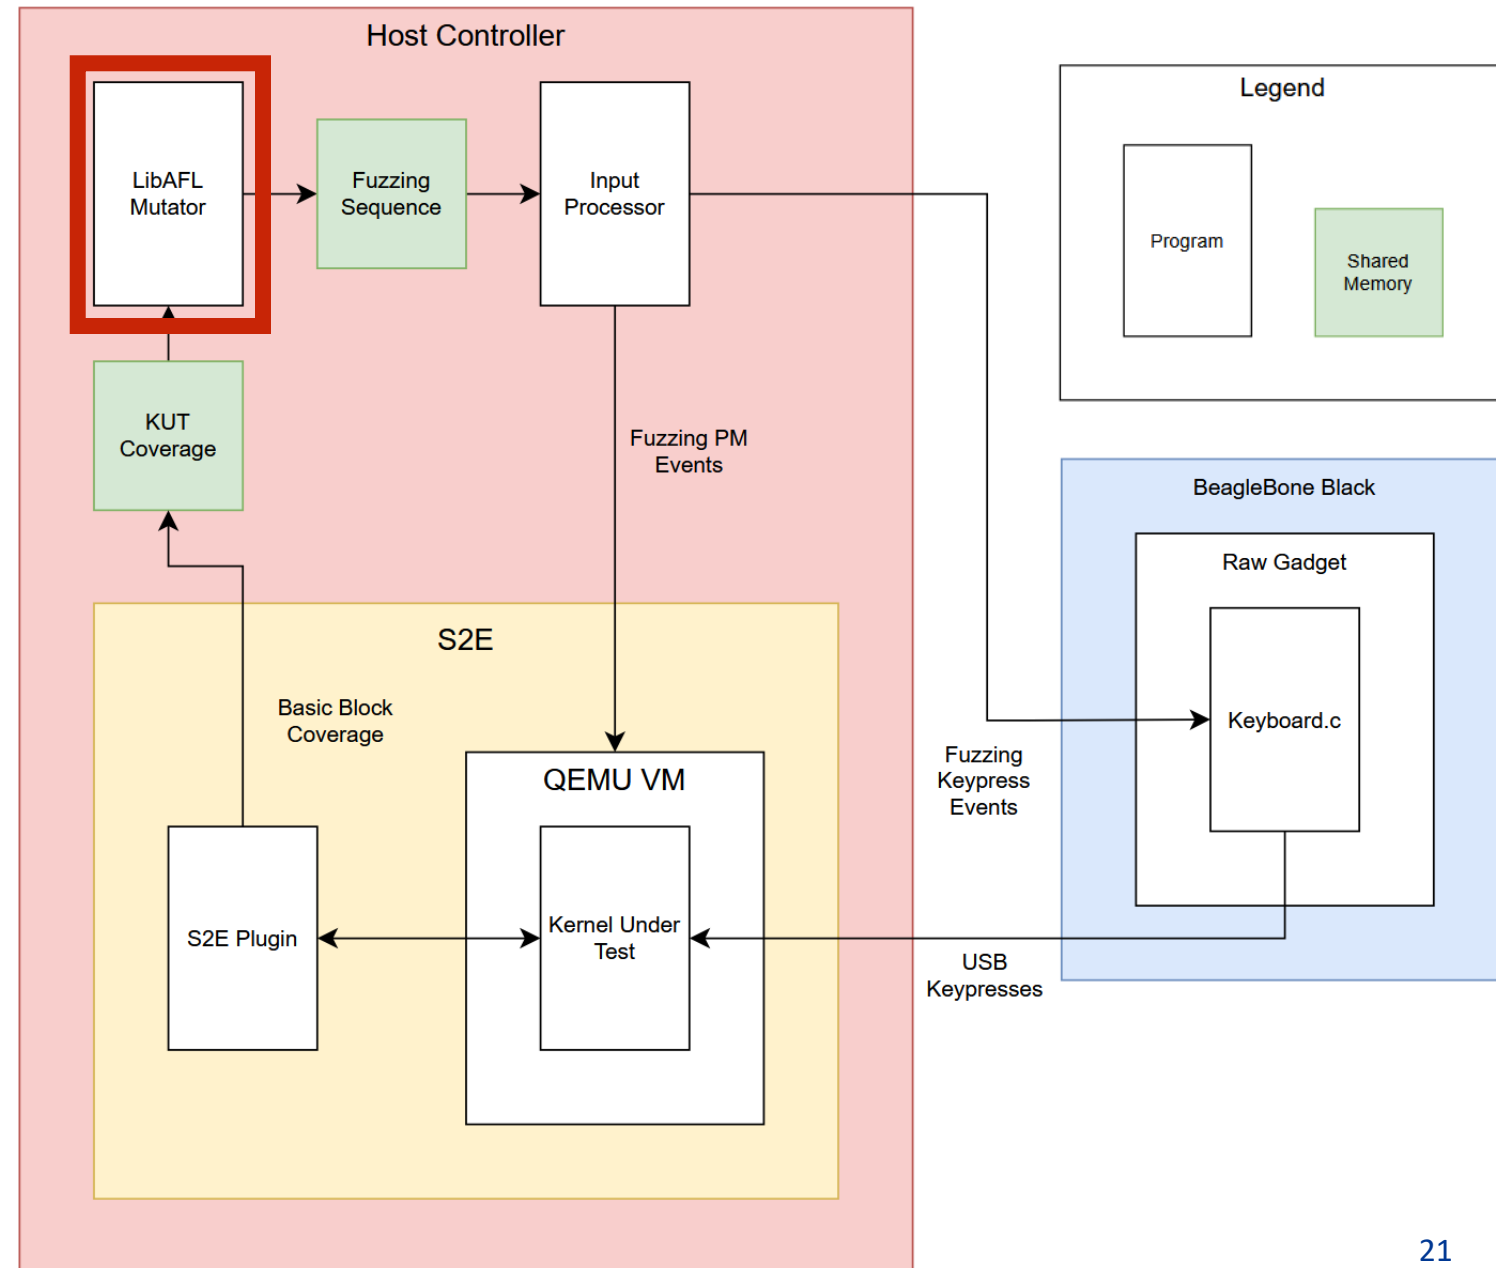 Host Controller
LibAFL
Mutator
Fuzzing
Sequence
Input
Processor
Legend
Program
Shared
Memory
KUT
Coverage
Fuzzing PM
Events
BeagleBone Black
Raw Gadget
Keyboard.c
S2E
Basic Block
Coverage
QEMU VM
Fuzzing
Keypress
Events
S2E Plugin
Kernel Under
Test
USB
Keypresses
21